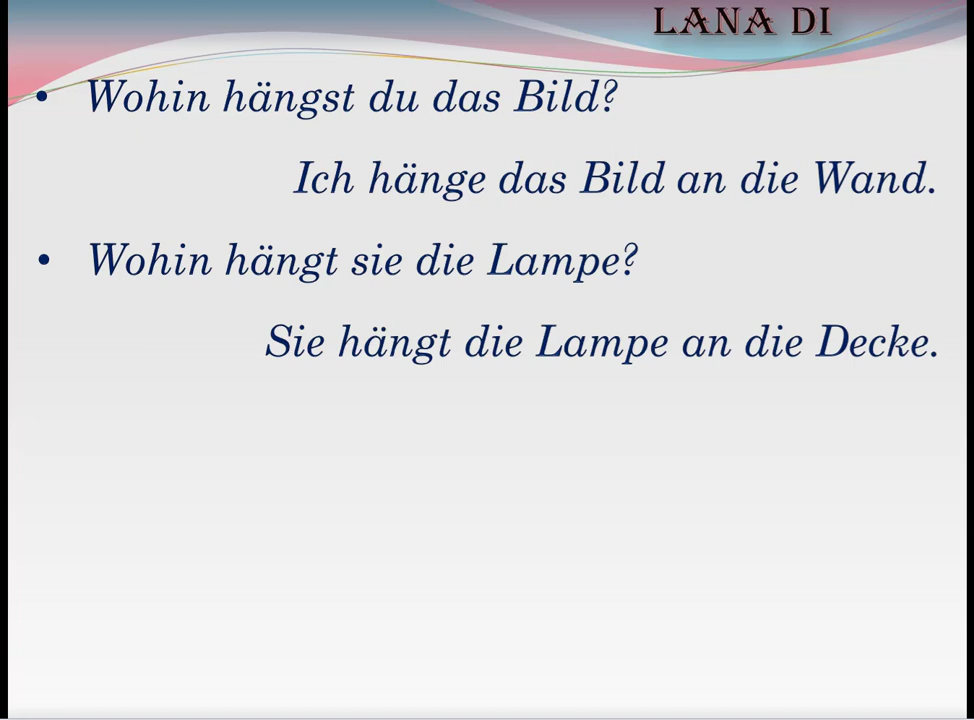 LANA DI
• Wohin hängst du das Bild?
Ich hänge das Bild an die Wand.
• Wohin hängt sie die Lampe?
Sie hängt die Lampe an die Decke.